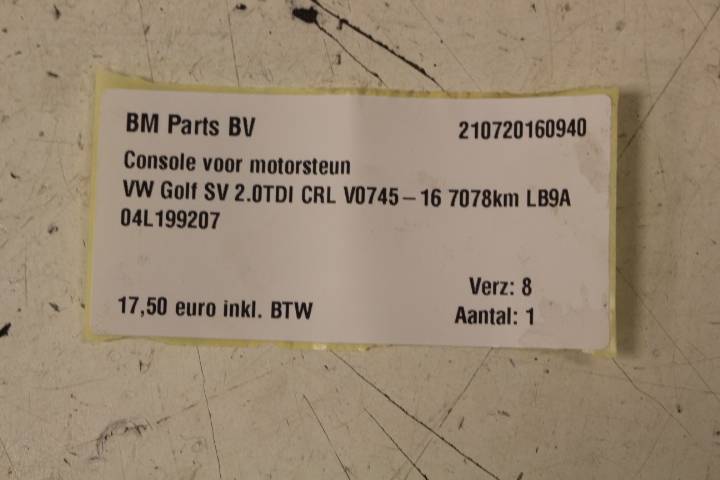 BM Parts BV 210720160940
Console voor motorsteun
VW Golf SV 2.0TDI CRL V0745-16 7078km LB9A
04L199207
Verz: 8
17,50 euro inkl. BTW
Aantal: 1